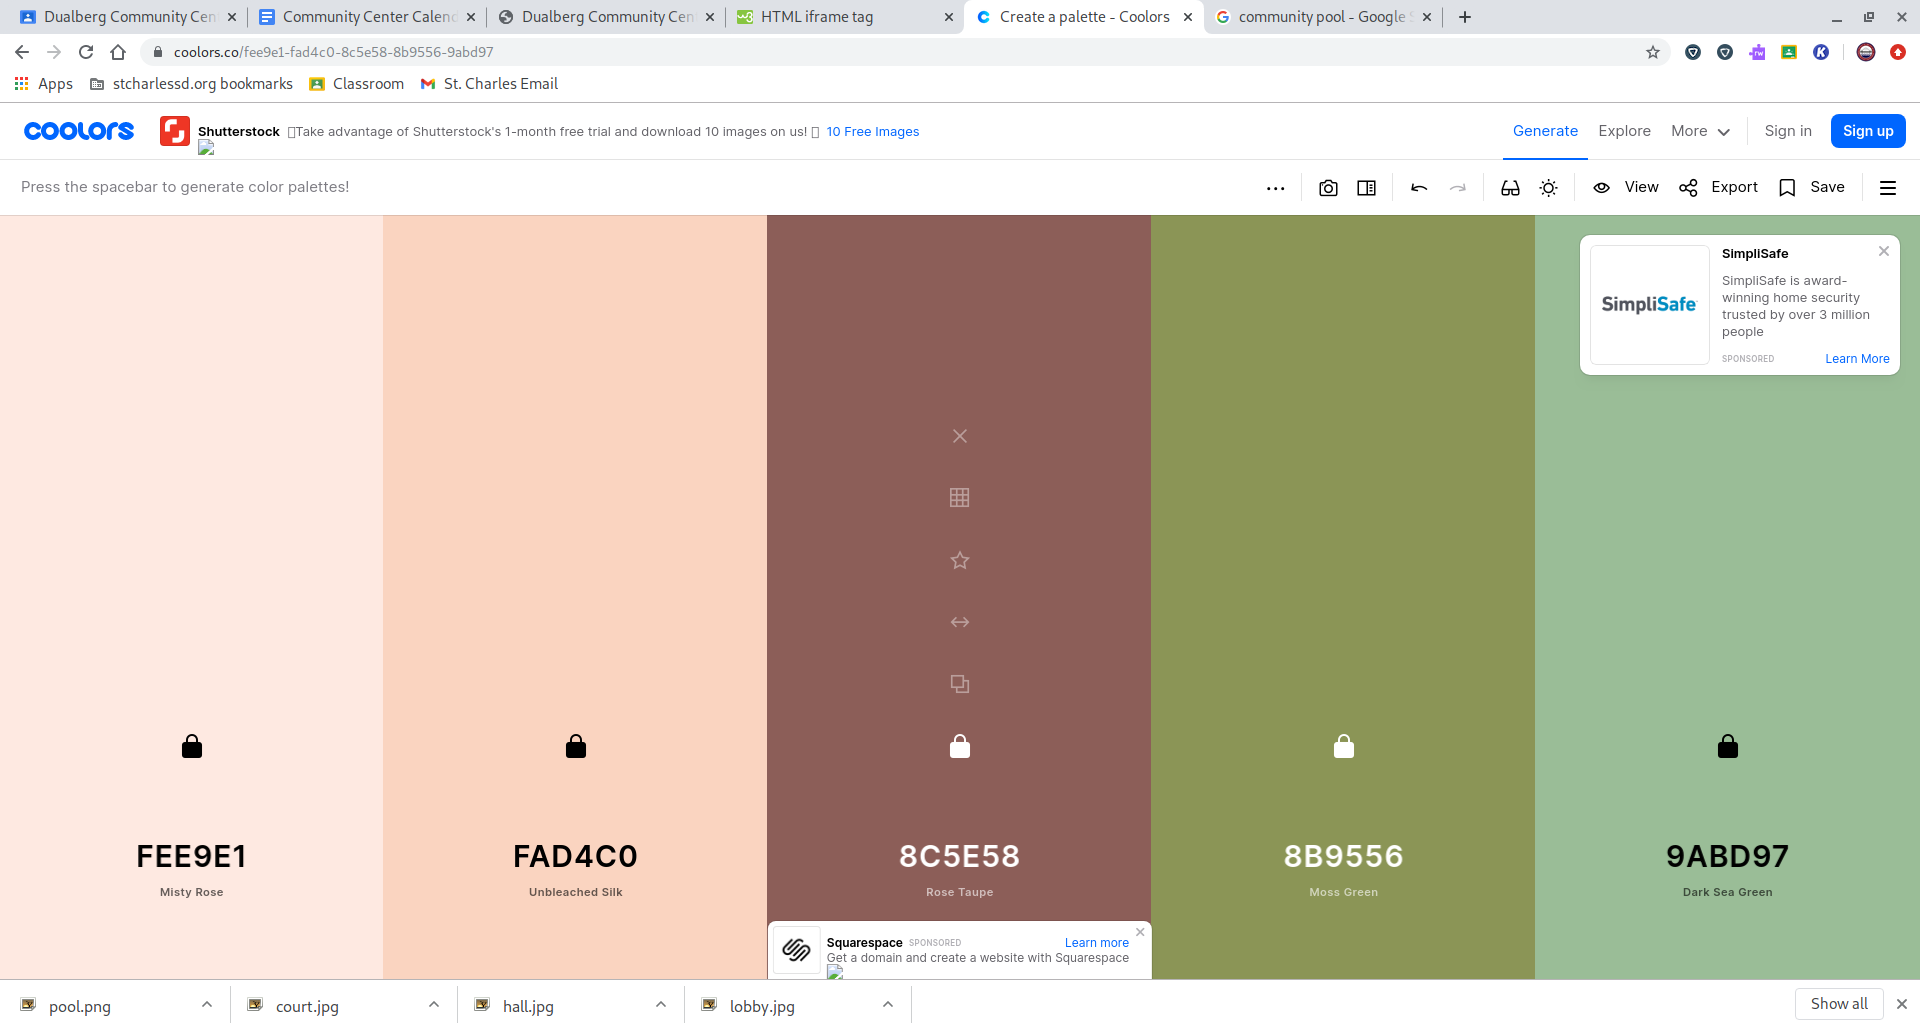 Dualberg Community Cen
Community Center Calend
Dualberg Community Cen
HTML iframe tag
Create a palette - Coolors
community pool - Google S
coolors.co/fee9e1-fad4c0-8c5e58-8b9556-9abd97
Apps
stcharlessd.org bookmarks
Classroom
St. Charles Email
coolors
Shutterstock
Take advantage of Shutterstock's 1-month free trial and download 10 images on us!
10 Free Images
Generate
Explore
More
Sign in
Sign up
Press the spacebar to generate color palettes!
View
Export
Save
SimpliSafe
SimpliSafe
SimpliSafe is award-
winning home security
trusted by over 3 million
people
SPONSORED
Learn More
FEE9E1
Misty Rose
FAD4C0
Unbleached Silk
8C5E58
Rose Taupe
8B9556
Moss Green
9ABD97
Dark Sea Green
Squarespace SPONSORED
Learn more
Get a domain and create a website with Squarespace
pool.png
court.jpg
hall.jpg
lobby.jpg
Show all